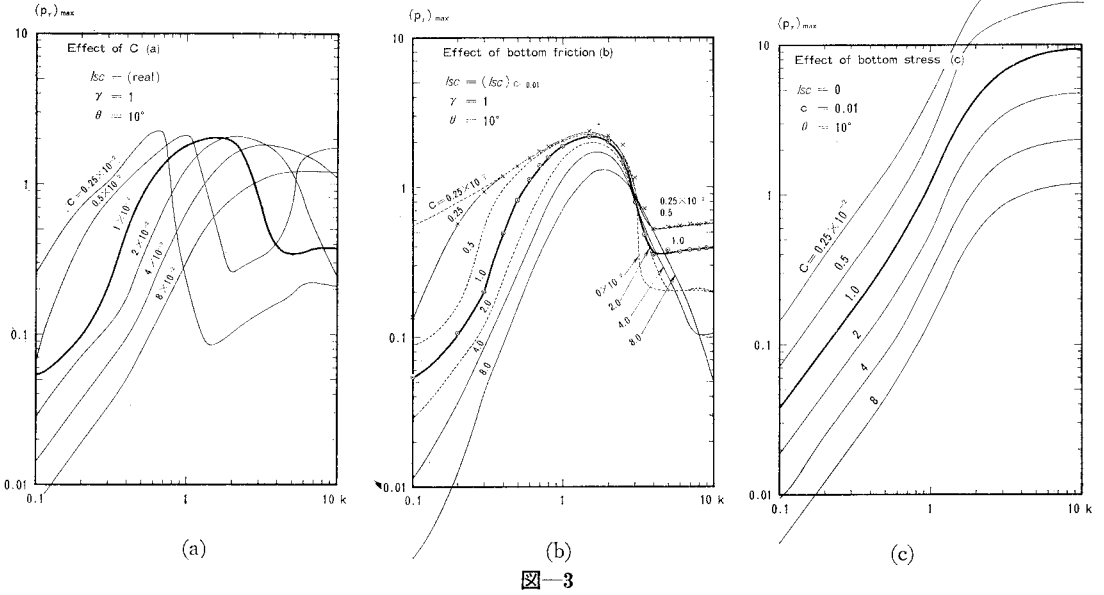 (pᵧ)max
10
Effect of C (a)
lsc = (real)
γ = 1
θ = 10°
C=0.25×10⁻²
0.5×10⁻²
1×10⁻²
2×10⁻²
4×10⁻²
8×10⁻²
1
0.1
0.01
0.1 1 10 k
(a)
(pᵧ)max
10
Effect of bottom friction (b)
lsc = (lsc) c=0.01
γ = 1
θ = 10°
C=0.25×10⁻²
0.25
0.5
1.0
2.0
4.0
8.0
0.25×10⁻²
0.5
1.0
2.0
4.0
8.0
1
0.1
0.01
0.1 1 10 k
(b)
(pᵧ)max
10
Effect of bottom stress (c)
lsc = 0
c = 0.01
θ = 10°
C=0.25×10⁻²
0.5
1.0
2
4
8
1
0.1
0.01
0.1 1 10 k
(c)
図—3